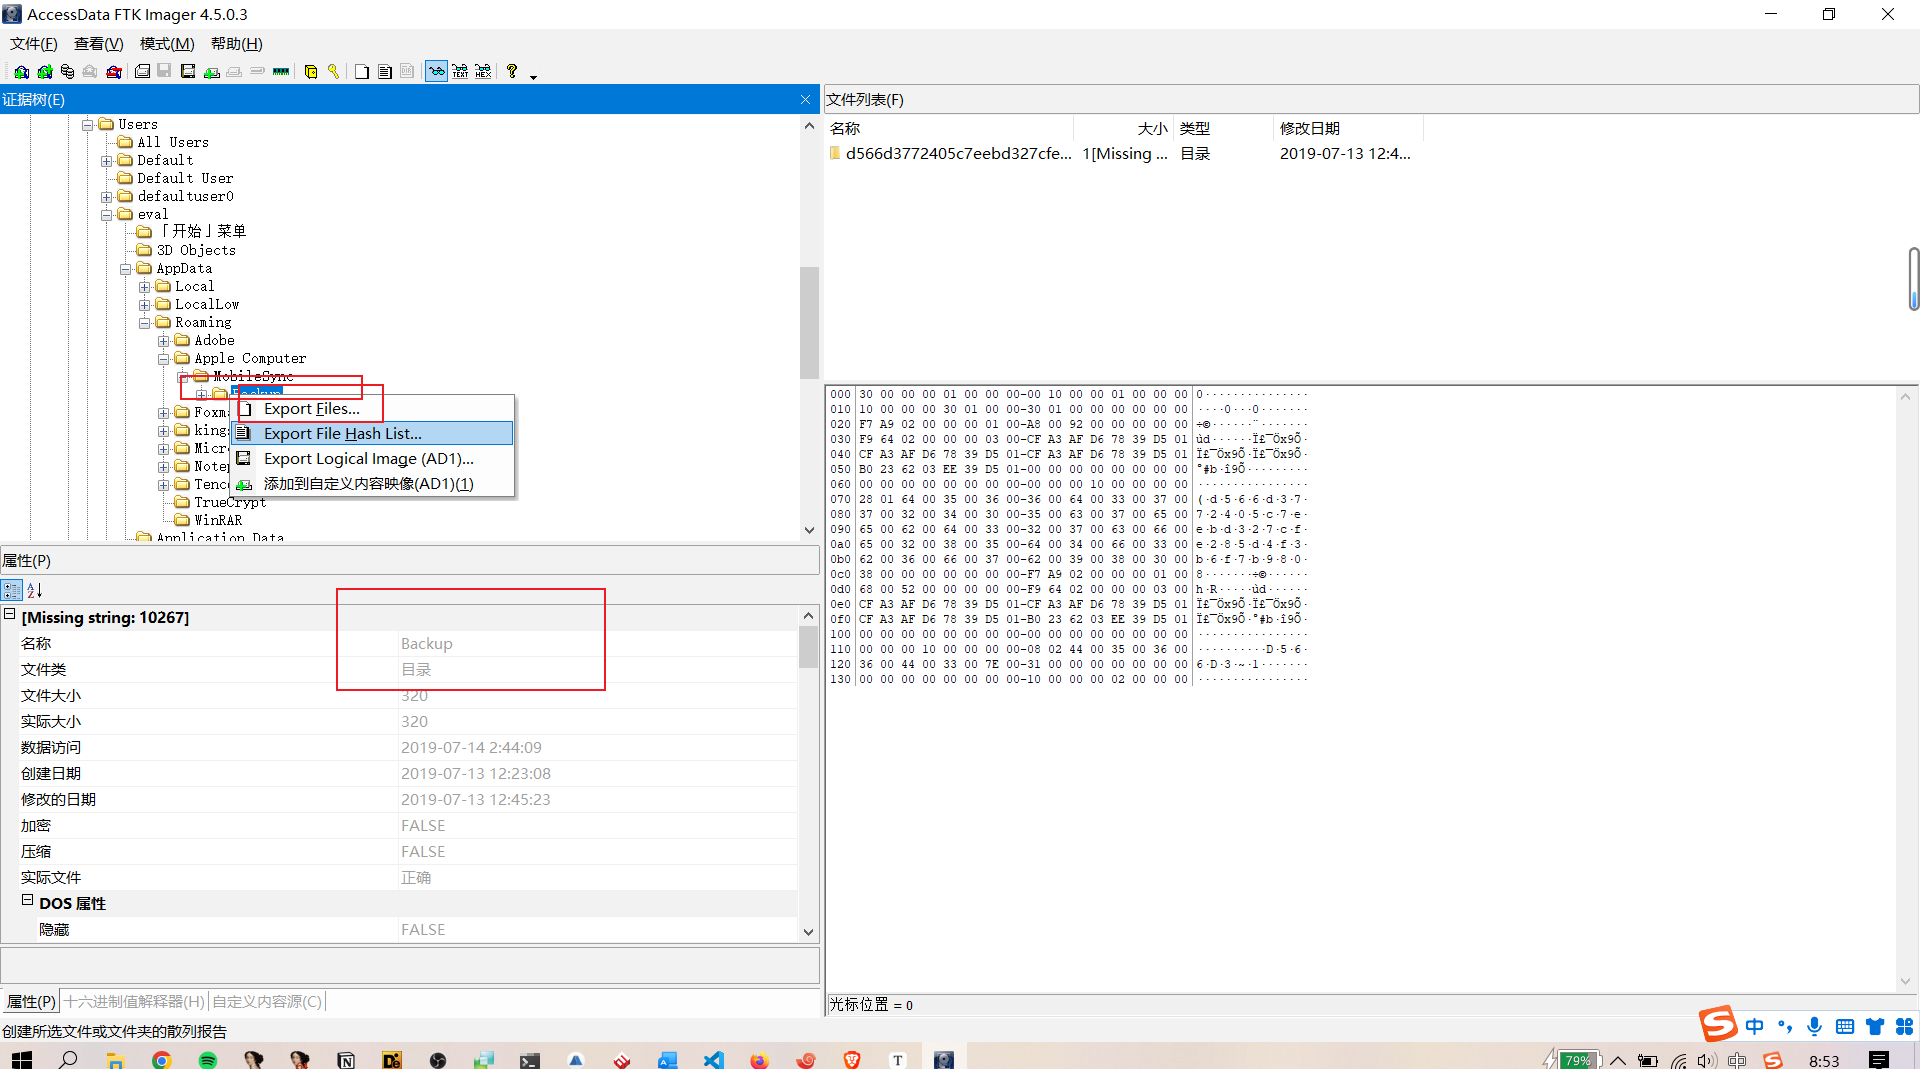 AccessData FTK Imager 4.5.0.3
文件(F) 查看(V) 模式(M) 帮助(H)
证据树(E)
Users
All Users
Default
Default User
defaultuser0
eval
「开始」菜单
3D Objects
AppData
Local
LocalLow
Roaming
Adobe
Apple Computer
MobileSync
Export Files...
Export File Hash List...
Export Logical Image (AD1)...
添加到自定义内容映像(AD1)(1)
TrueCrypt
WinRAR
Application Data
属性(P)
[Missing string: 10267]
名称 Backup
文件类 目录
文件大小 320
实际大小 320
数据访问 2019-07-14 2:44:09
创建日期 2019-07-13 12:23:08
修改的日期 2019-07-13 12:45:23
加密 FALSE
压缩 FALSE
实际文件 正确
DOS 属性
隐藏 FALSE
属性(P) 十六进制值解释器(H) 自定义内容源(C)
创建所选文件或文件夹的散列报告
文件列表(F)
名称 大小 类型 修改日期
d566d3772405c7eebd327cfe... 1[Missing ... 目录 2019-07-13 12:4...
000 30 00 00 00 01 00 00 00-00 10 00 00 01 00 00 00
010 10 00 00 00 30 01 00 00-30 01 00 00 00 00 00 00
020 F7 A9 02 00 00 00 01 00-A8 00 92 00 00 00 00 00
030 F9 64 02 00 00 00 03 00-CF A3 AF D6 78 39 D5 01
040 CF A3 AF D6 78 39 D5 01-CF A3 AF D6 78 39 D5 01
050 B0 23 62 03 EE 39 D5 01-00 00 00 00 00 00 00 00
060 00 00 00 00 00 00 00 00-00 00 00 10 00 00 00 00
070 28 01 64 00 35 00 36 00-36 00 64 00 33 00 37 00
080 37 00 32 00 34 00 30 00-35 00 63 00 37 00 65 00
090 65 00 62 00 64 00 33 00-32 00 37 00 63 00 66 00
0a0 65 00 32 00 38 00 35 00-64 00 34 00 66 00 33 00
0b0 62 00 36 00 66 00 37 00-62 00 39 00 38 00 30 00
0c0 38 00 00 00 00 00 00 00-F7 A9 02 00 00 00 01 00
0d0 68 00 52 00 00 00 00 00-F9 64 02 00 00 00 03 00
0e0 CF A3 AF D6 78 39 D5 01-CF A3 AF D6 78 39 D5 01
0f0 CF A3 AF D6 78 39 D5 01-B0 23 62 03 EE 39 D5 01
100 00 00 00 00 00 00 00 00-00 00 00 00 00 00 00 00
110 00 00 00 10 00 00 00 00-08 02 44 00 35 00 36 00
120 36 00 44 00 33 00 7E 00-31 00 00 00 00 00 00 00
130 00 00 00 00 00 00 00 00-10 00 00 00 02 00 00 00
0···············
····0···0·······
÷©······¨·······
ùd······Ï£¯Öx9Õ·
Ï£¯Öx9Õ·Ï£¯Öx9Õ·
°#b·î9Õ·········
················
(·d·5·6·6·d·3·7·
7·2·4·0·5·c·7·e·
e·b·d·3·2·7·c·f·
e·2·8·5·d·4·f·3·
b·6·f·7·b·9·8·0·
8·······÷©······
h·R·····ùd······
Ï£¯Öx9Õ·Ï£¯Öx9Õ·
Ï£¯Öx9Õ·°#b·î9Õ·
················
··········D·5·6·
6·D·3·~·1·······
················
光标位置 = 0
中
79% 中 8:53